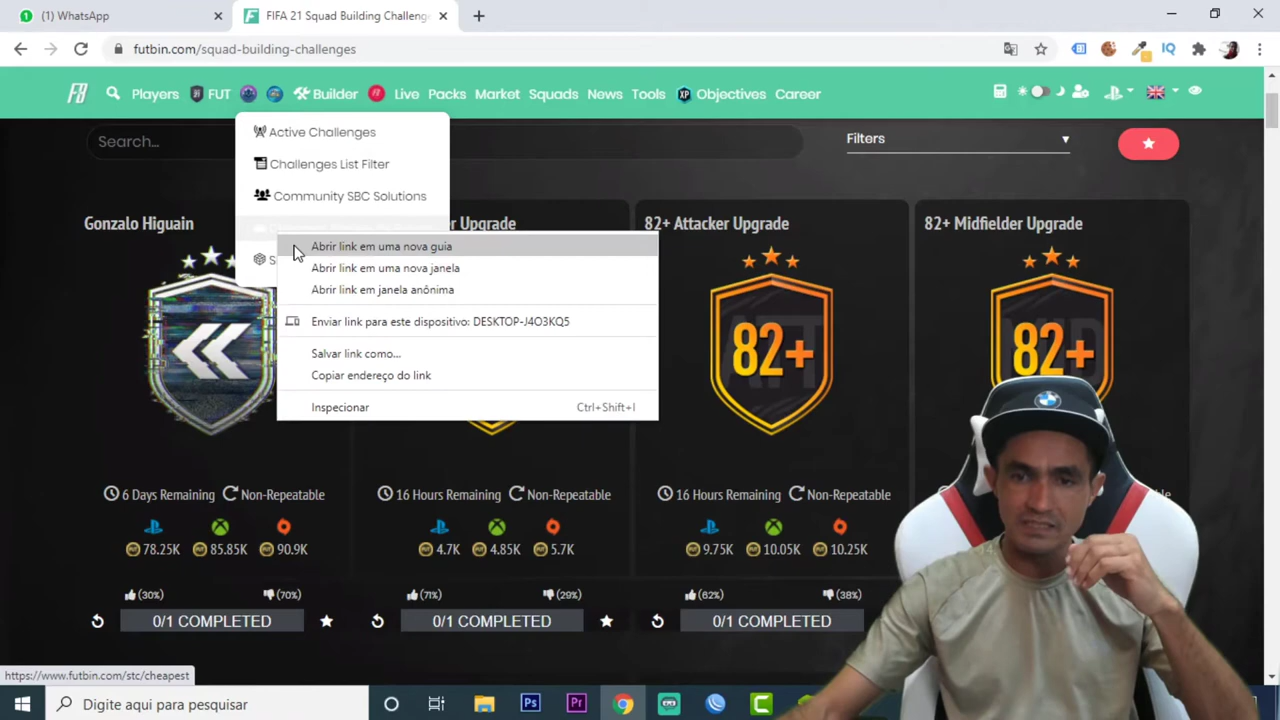 (1) WhatsApp
FIFA 21 Squad Building Challeng
futbin.com/squad-building-challenges
IQ
F8 Players FUT Builder Live Packs Market Squads News Tools XP Objectives Career
Search...
Filters
Active Challenges
Challenges List Filter
Community SBC Solutions
S
Abrir link em uma nova guia
Abrir link em uma nova janela
Abrir link em janela anônima
Enviar link para este dispositivo: DESKTOP-J4O3KQ5
Salvar link como...
Copiar endereço do link
Inspecionar Ctrl+Shift+I
Gonzalo Higuain
er Upgrade
82+ Attacker Upgrade
82+ Midfielder Upgrade
82+
82+
6 Days Remaining Non-Repeatable
16 Hours Remaining Non-Repeatable
16 Hours Remaining Non-Repeatable
78.25K 85.85K 90.9K
4.7K 4.85K 5.7K
9.75K 10.05K 10.25K
(30%) (70%)
(71%) (29%)
(62%) (38%)
0/1 COMPLETED
0/1 COMPLETED
0/1 COMPLETED
https://www.futbin.com/stc/cheapest
Digite aqui para pesquisar
Ps
Pr